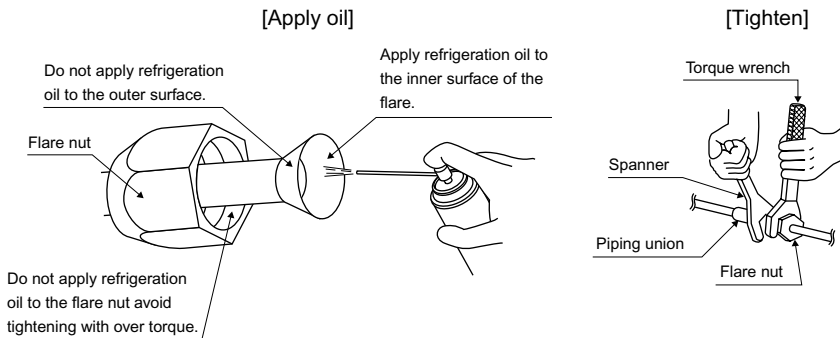 [Apply oil]
Do not apply refrigeration
oil to the outer surface.
Apply refrigeration oil to
the inner surface of the
flare.
Flare nut
Do not apply refrigeration
oil to the flare nut avoid
tightening with over torque.
[Tighten]
Torque wrench
Spanner
Piping union
Flare nut